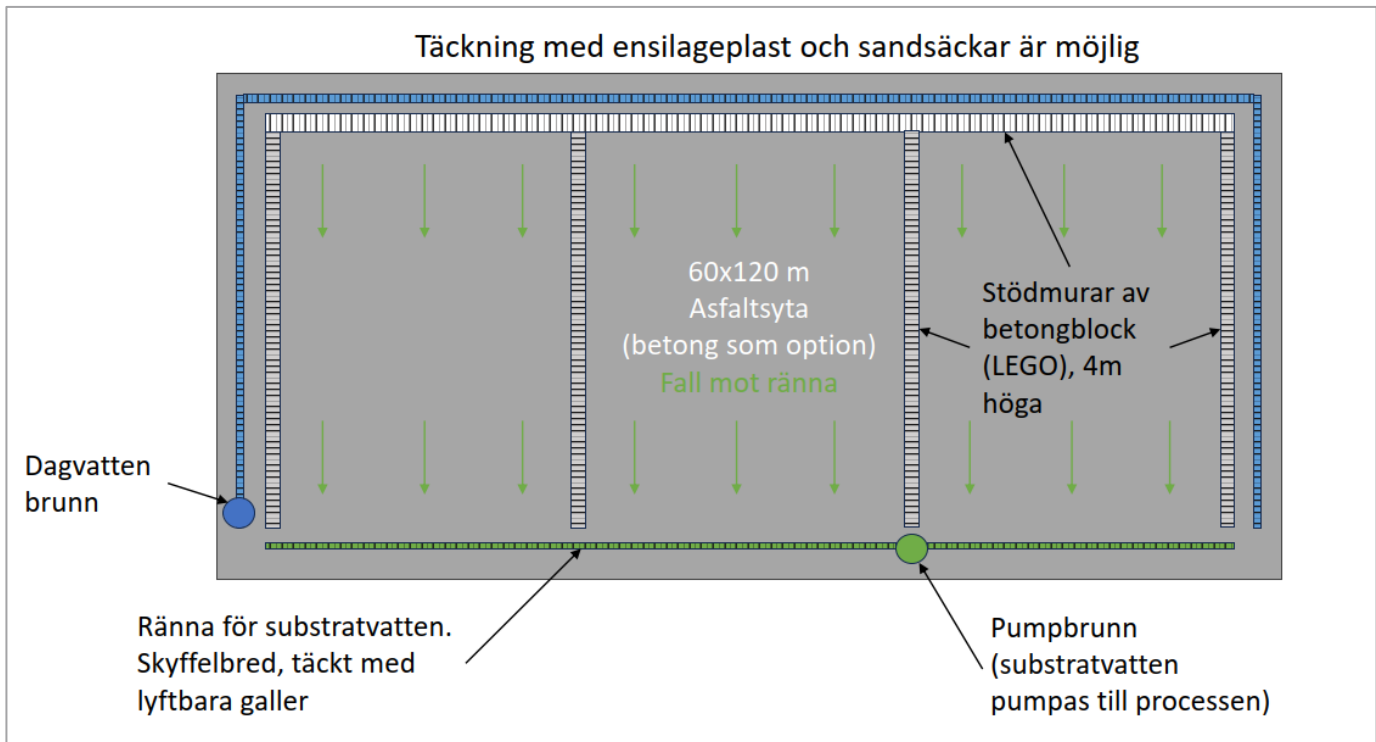 Täckning med ensilageplast och sandsäckar är möjlig
60x120 m
Asfaltsyta
(betong som option)
Fall mot ränna
Stödmurar av
betongblock
(LEGO), 4m
höga
Dagvatten
brunn
Ränna för substratvatten.
Skyffelbred, täckt med
lyftbara galler
Pumpbrunn
(substratvatten
pumpas till processen)